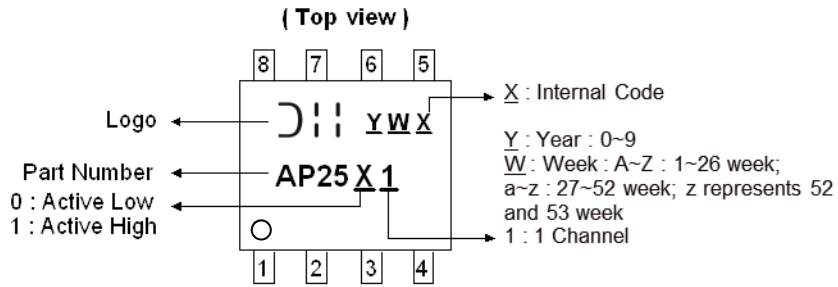 ( Top view )
8 7 6 5
Logo
Y W X
X : Internal Code
Part Number
AP25 X 1
0 : Active Low
1 : Active High
Y : Year : 0~9
W : Week : A~Z : 1~26 week;
a~z : 27~52 week; z represents 52
and 53 week
1 : 1 Channel
1 2 3 4